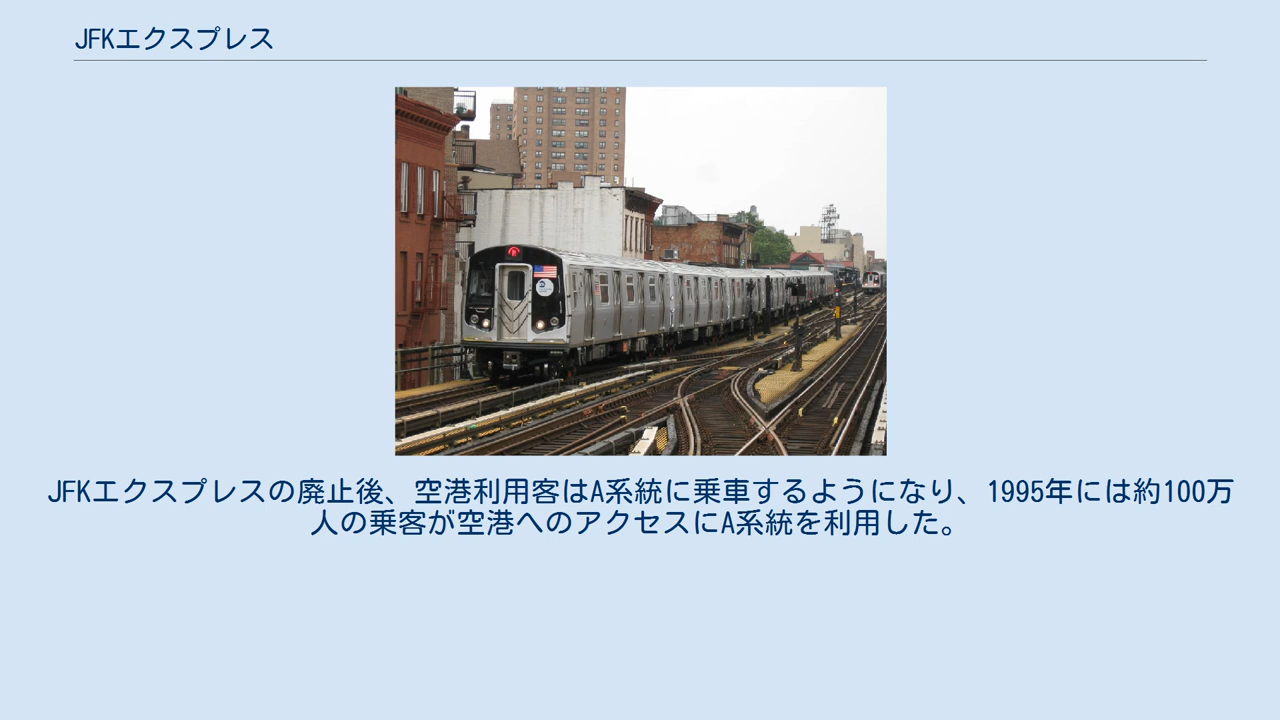 JFKエクスプレス
JFKエクスプレスの廃止後、空港利用客はA系統に乗車するようになり、1995年には約100万
人の乗客が空港へのアクセスにA系統を利用した。